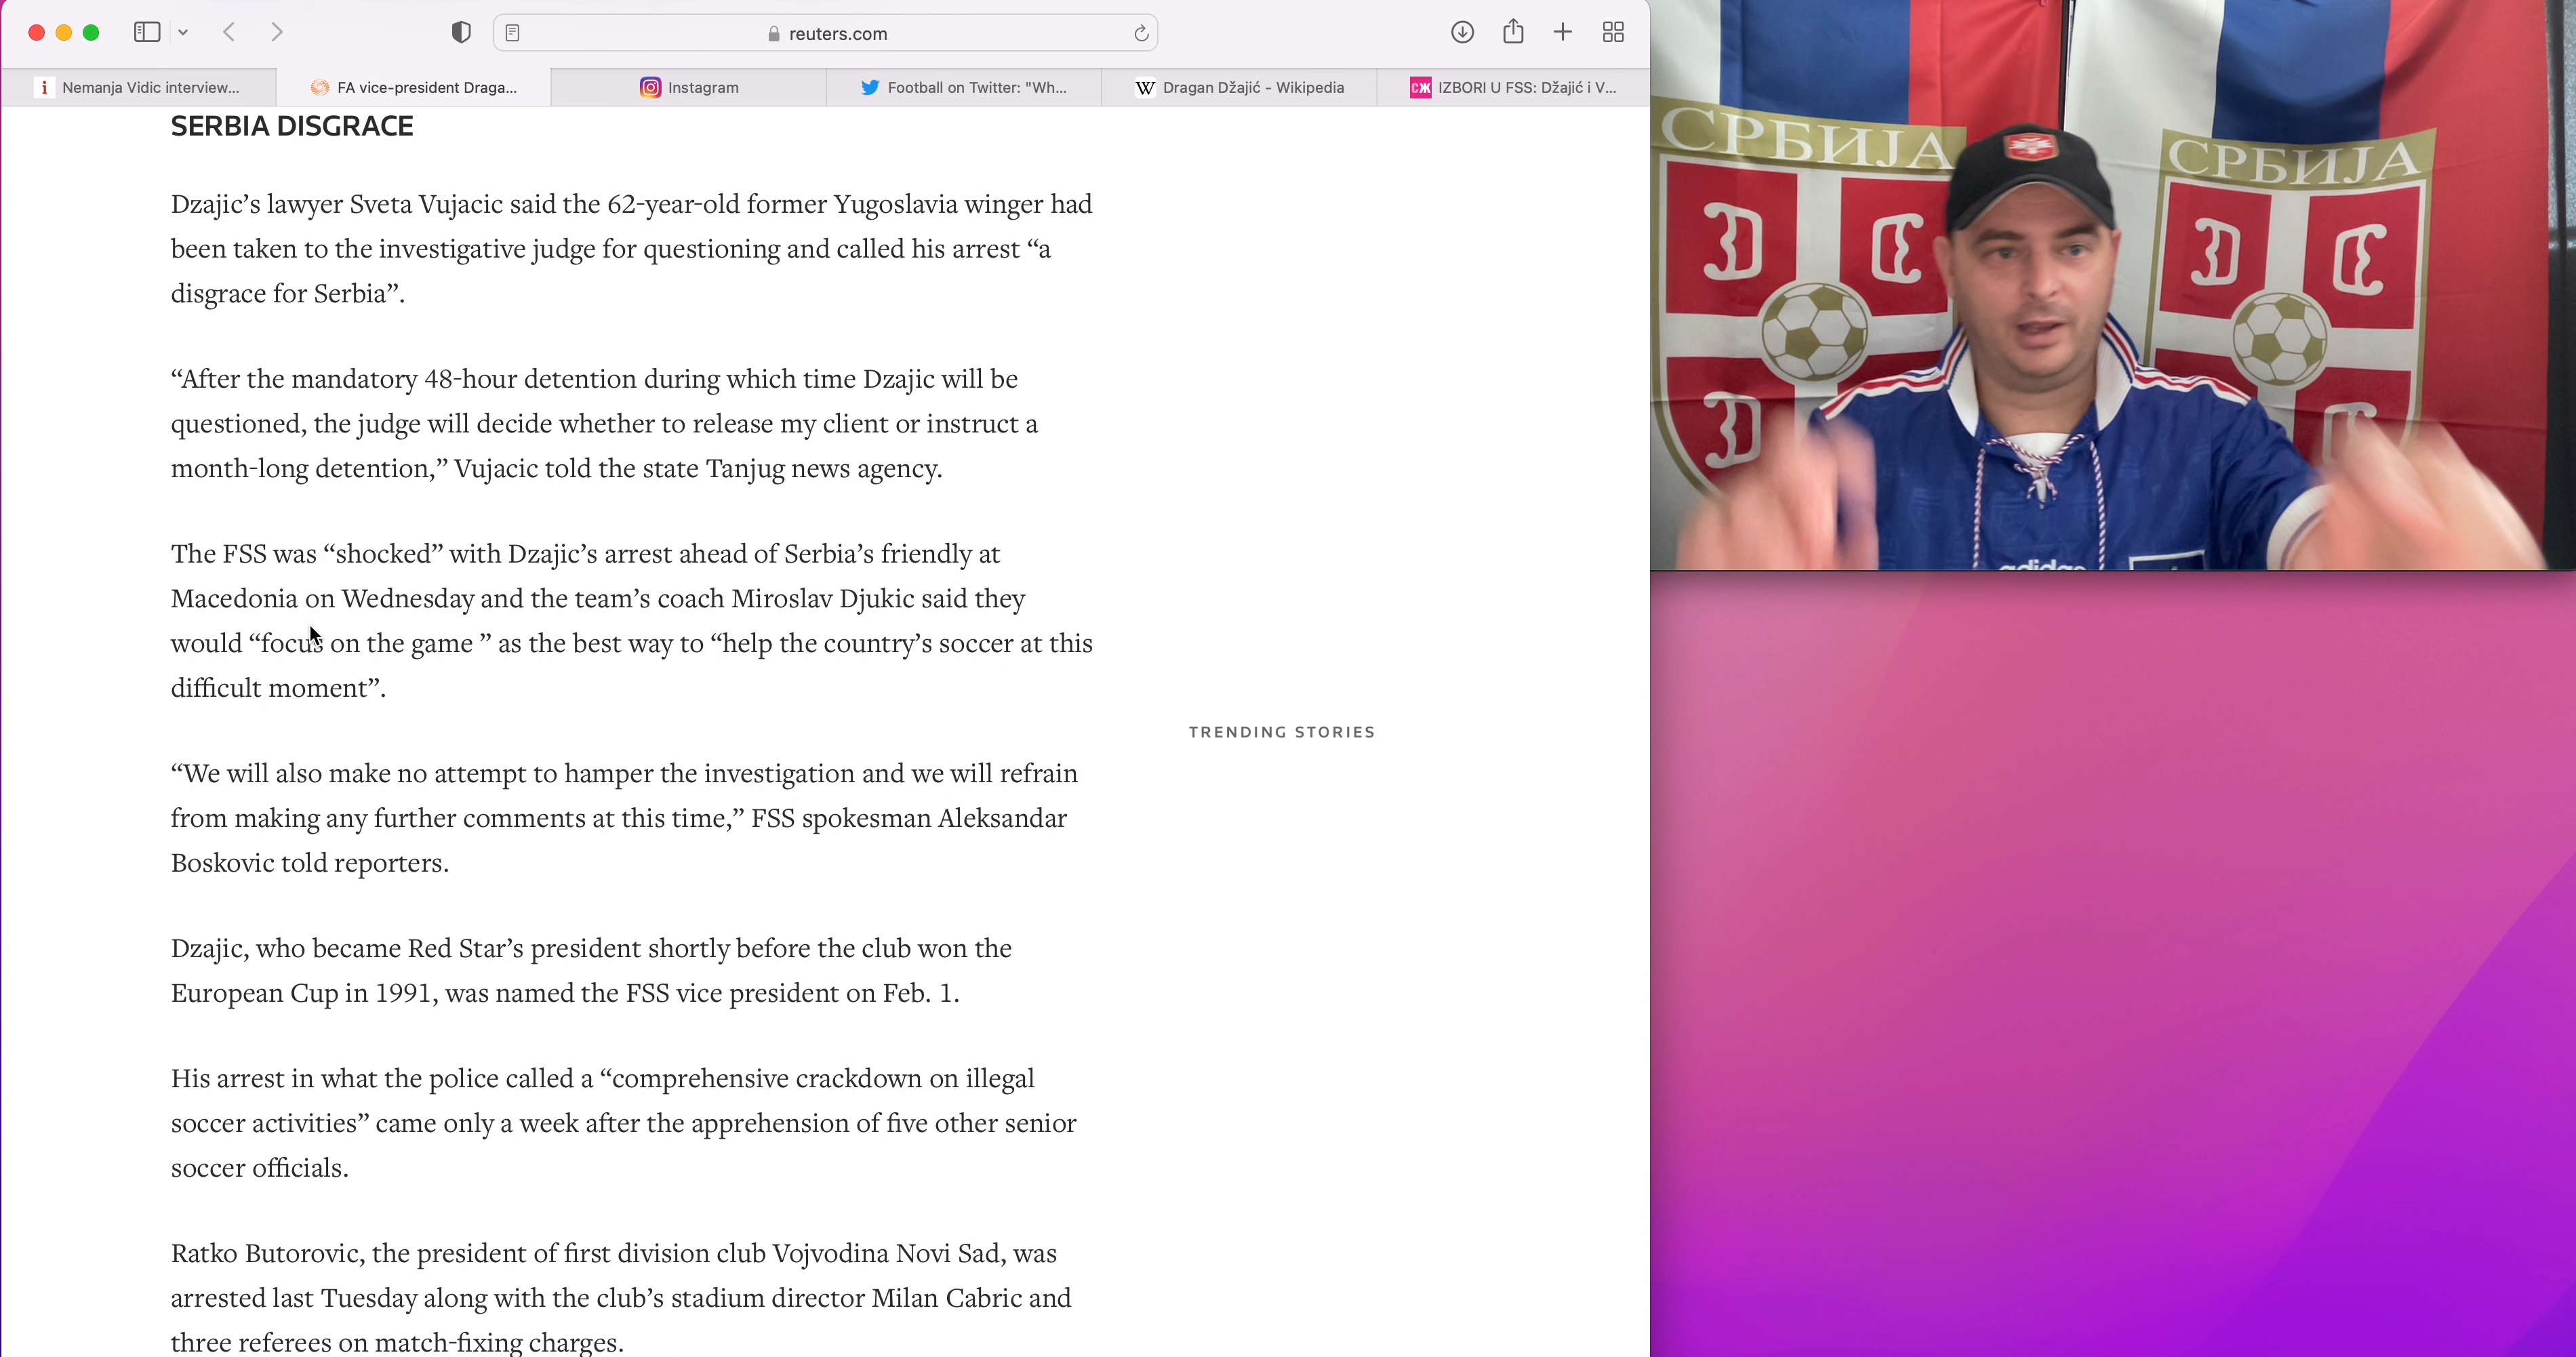 reuters.com
Nemanja Vidic interview...
FA vice-president Draga...
Instagram
Football on Twitter: "Wh...
Dragan Džajić - Wikipedia
IZBORI U FSS: Džajić i V...
SERBIA DISGRACE
Dzajic’s lawyer Sveta Vujacic said the 62-year-old former Yugoslavia winger had
been taken to the investigative judge for questioning and called his arrest “a
disgrace for Serbia”.
“After the mandatory 48-hour detention during which time Dzajic will be
questioned, the judge will decide whether to release my client or instruct a
month-long detention,” Vujacic told the state Tanjug news agency.
The FSS was “shocked” with Dzajic’s arrest ahead of Serbia’s friendly at
Macedonia on Wednesday and the team’s coach Miroslav Djukic said they
would “focus on the game ” as the best way to “help the country’s soccer at this
difficult moment”.
“We will also make no attempt to hamper the investigation and we will refrain
from making any further comments at this time,” FSS spokesman Aleksandar
Boskovic told reporters.
Dzajic, who became Red Star’s president shortly before the club won the
European Cup in 1991, was named the FSS vice president on Feb. 1.
His arrest in what the police called a “comprehensive crackdown on illegal
soccer activities” came only a week after the apprehension of five other senior
soccer officials.
Ratko Butorovic, the president of first division club Vojvodina Novi Sad, was
arrested last Tuesday along with the club’s stadium director Milan Cabric and
three referees on match-fixing charges.
TRENDING STORIES
СРБИЈА
СРБИЈА
adidas